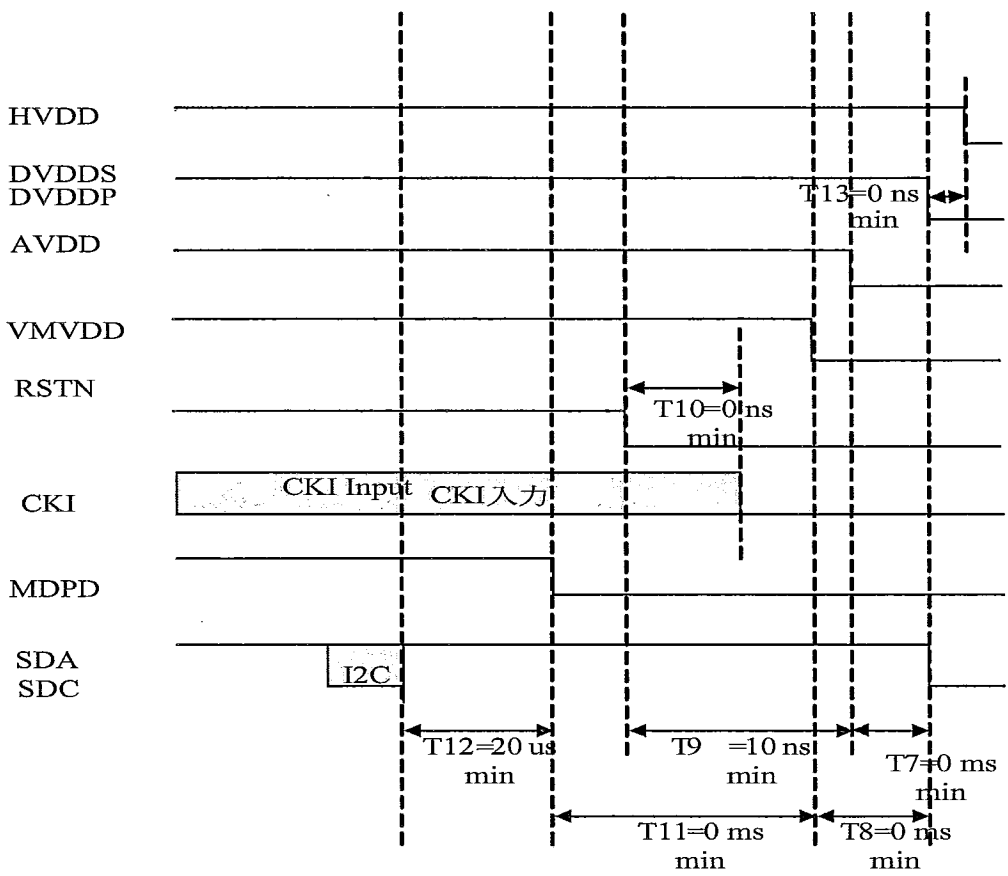 HVDD
DVDDS
DVDDP
T13=0 ns
min
AVDD
VMVDD
RSTN
T10=0 ns
min
CKI Input CKI入力
CKI
MDPD
SDA
SDC
I2C
T12=20 us
min
T9 =10 ns
min
T7=0 ms
min
T11=0 ms
min
T8=0 ms
min